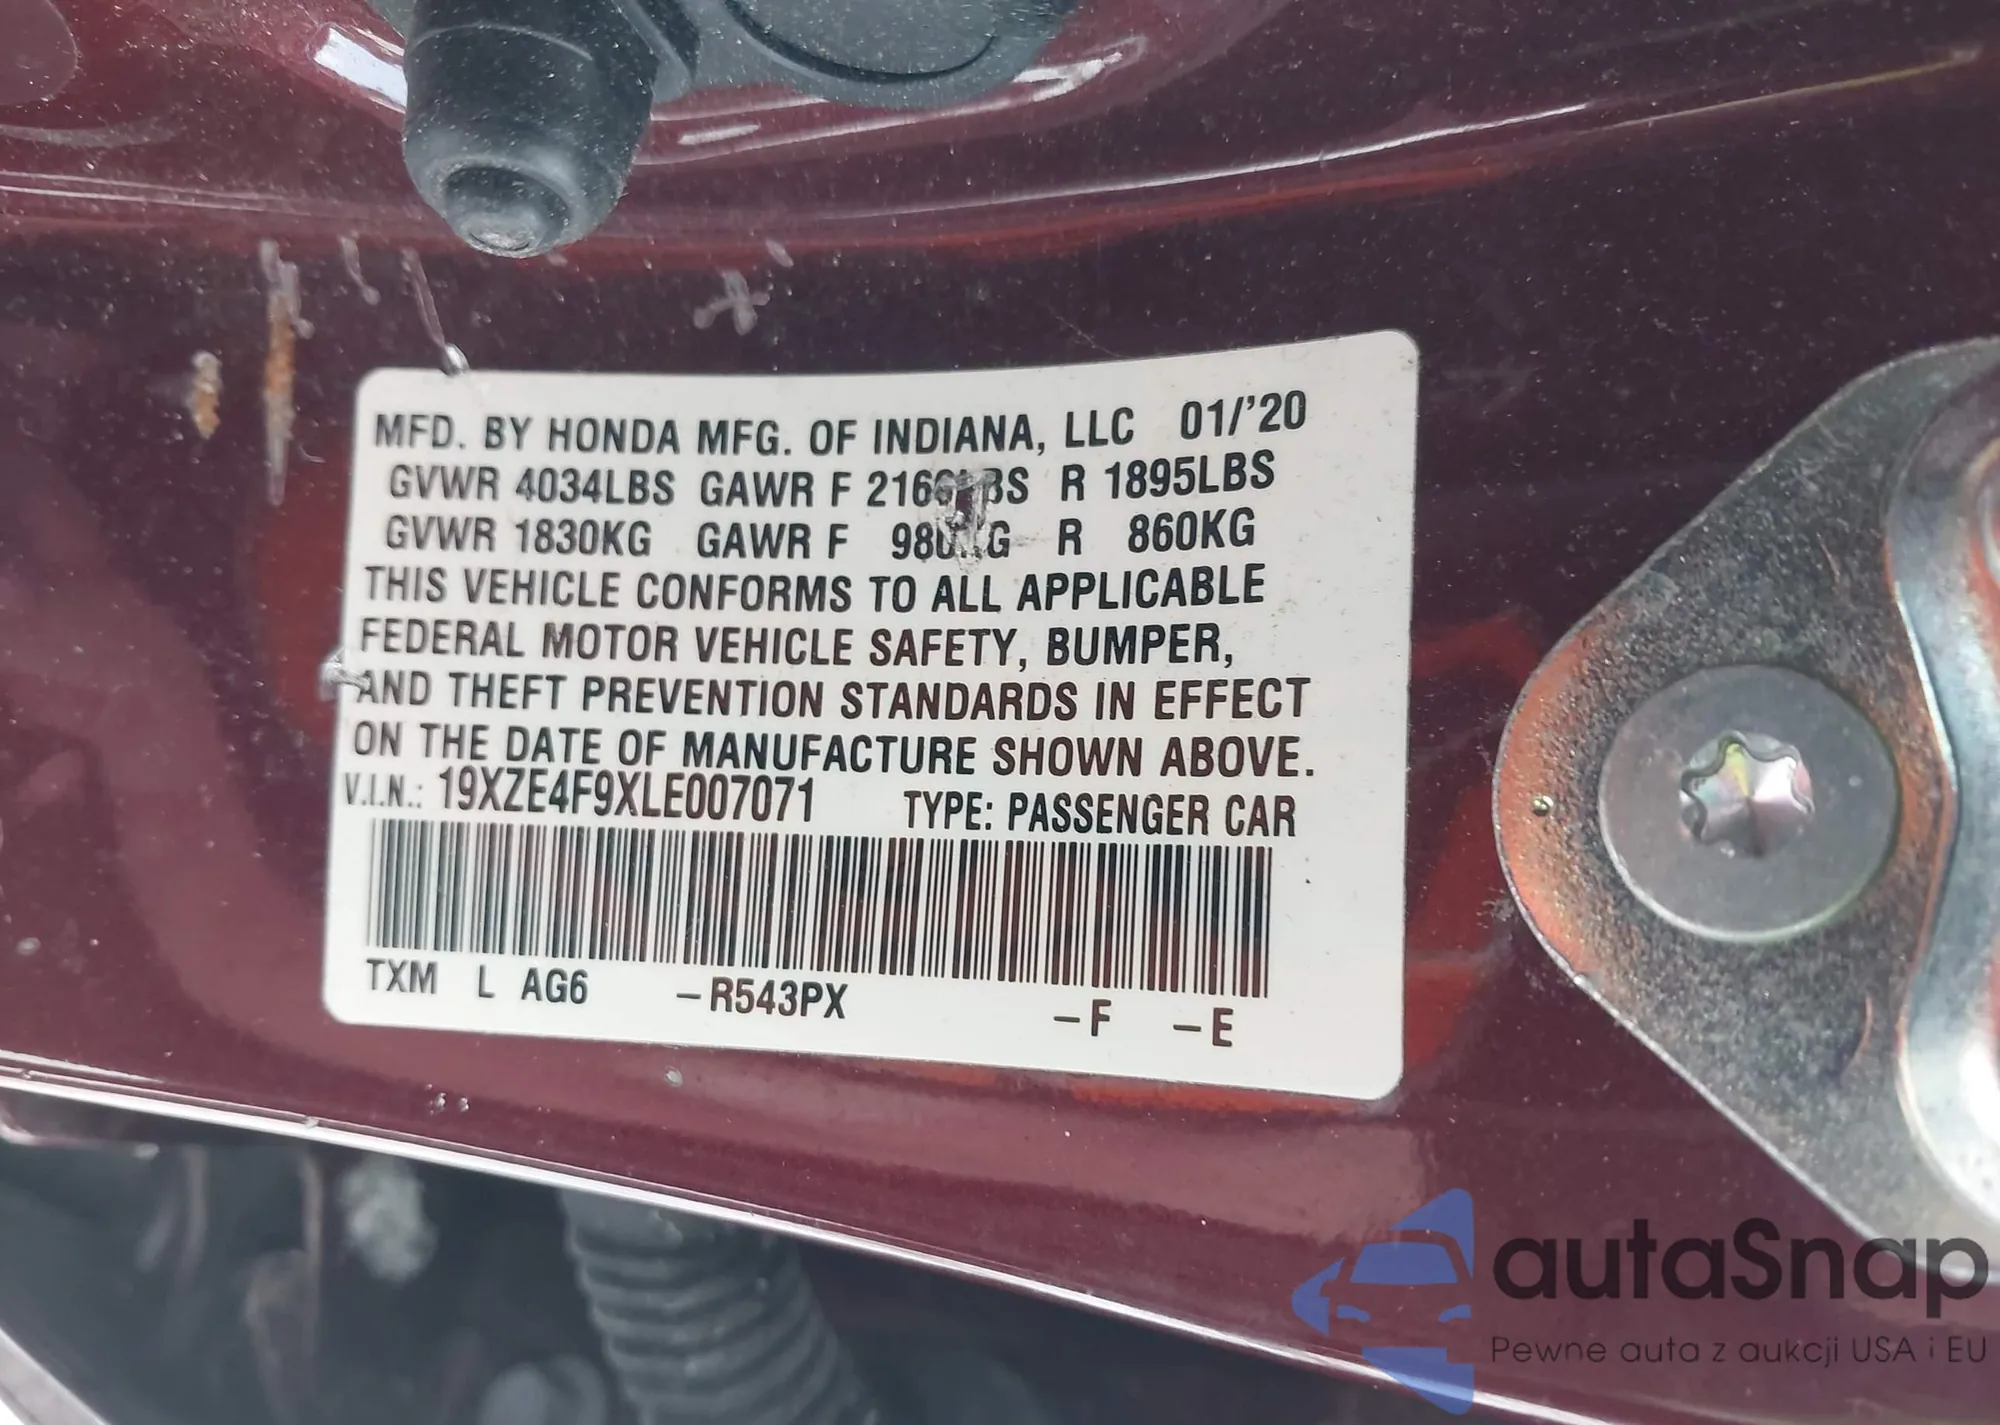 MFD. BY HONDA MFG. OF INDIANA, LLC 01/'20
GVWR 4034LBS GAWR F R 1895LBS
GVWR 1830KG GAWR F R 860KG
THIS VEHICLE CONFORMS TO ALL APPLICABLE
FEDERAL MOTOR VEHICLE SAFETY, BUMPER,
AND THEFT PREVENTION STANDARDS IN EFFECT
ON THE DATE OF MANUFACTURE SHOWN ABOVE.
V.I.N.: 19XZE4F9XLE007071 TYPE: PASSENGER CAR
TXM L AG6 -R543PX -F -E
autaSnap
Pewne auta z aukcji USA i EU